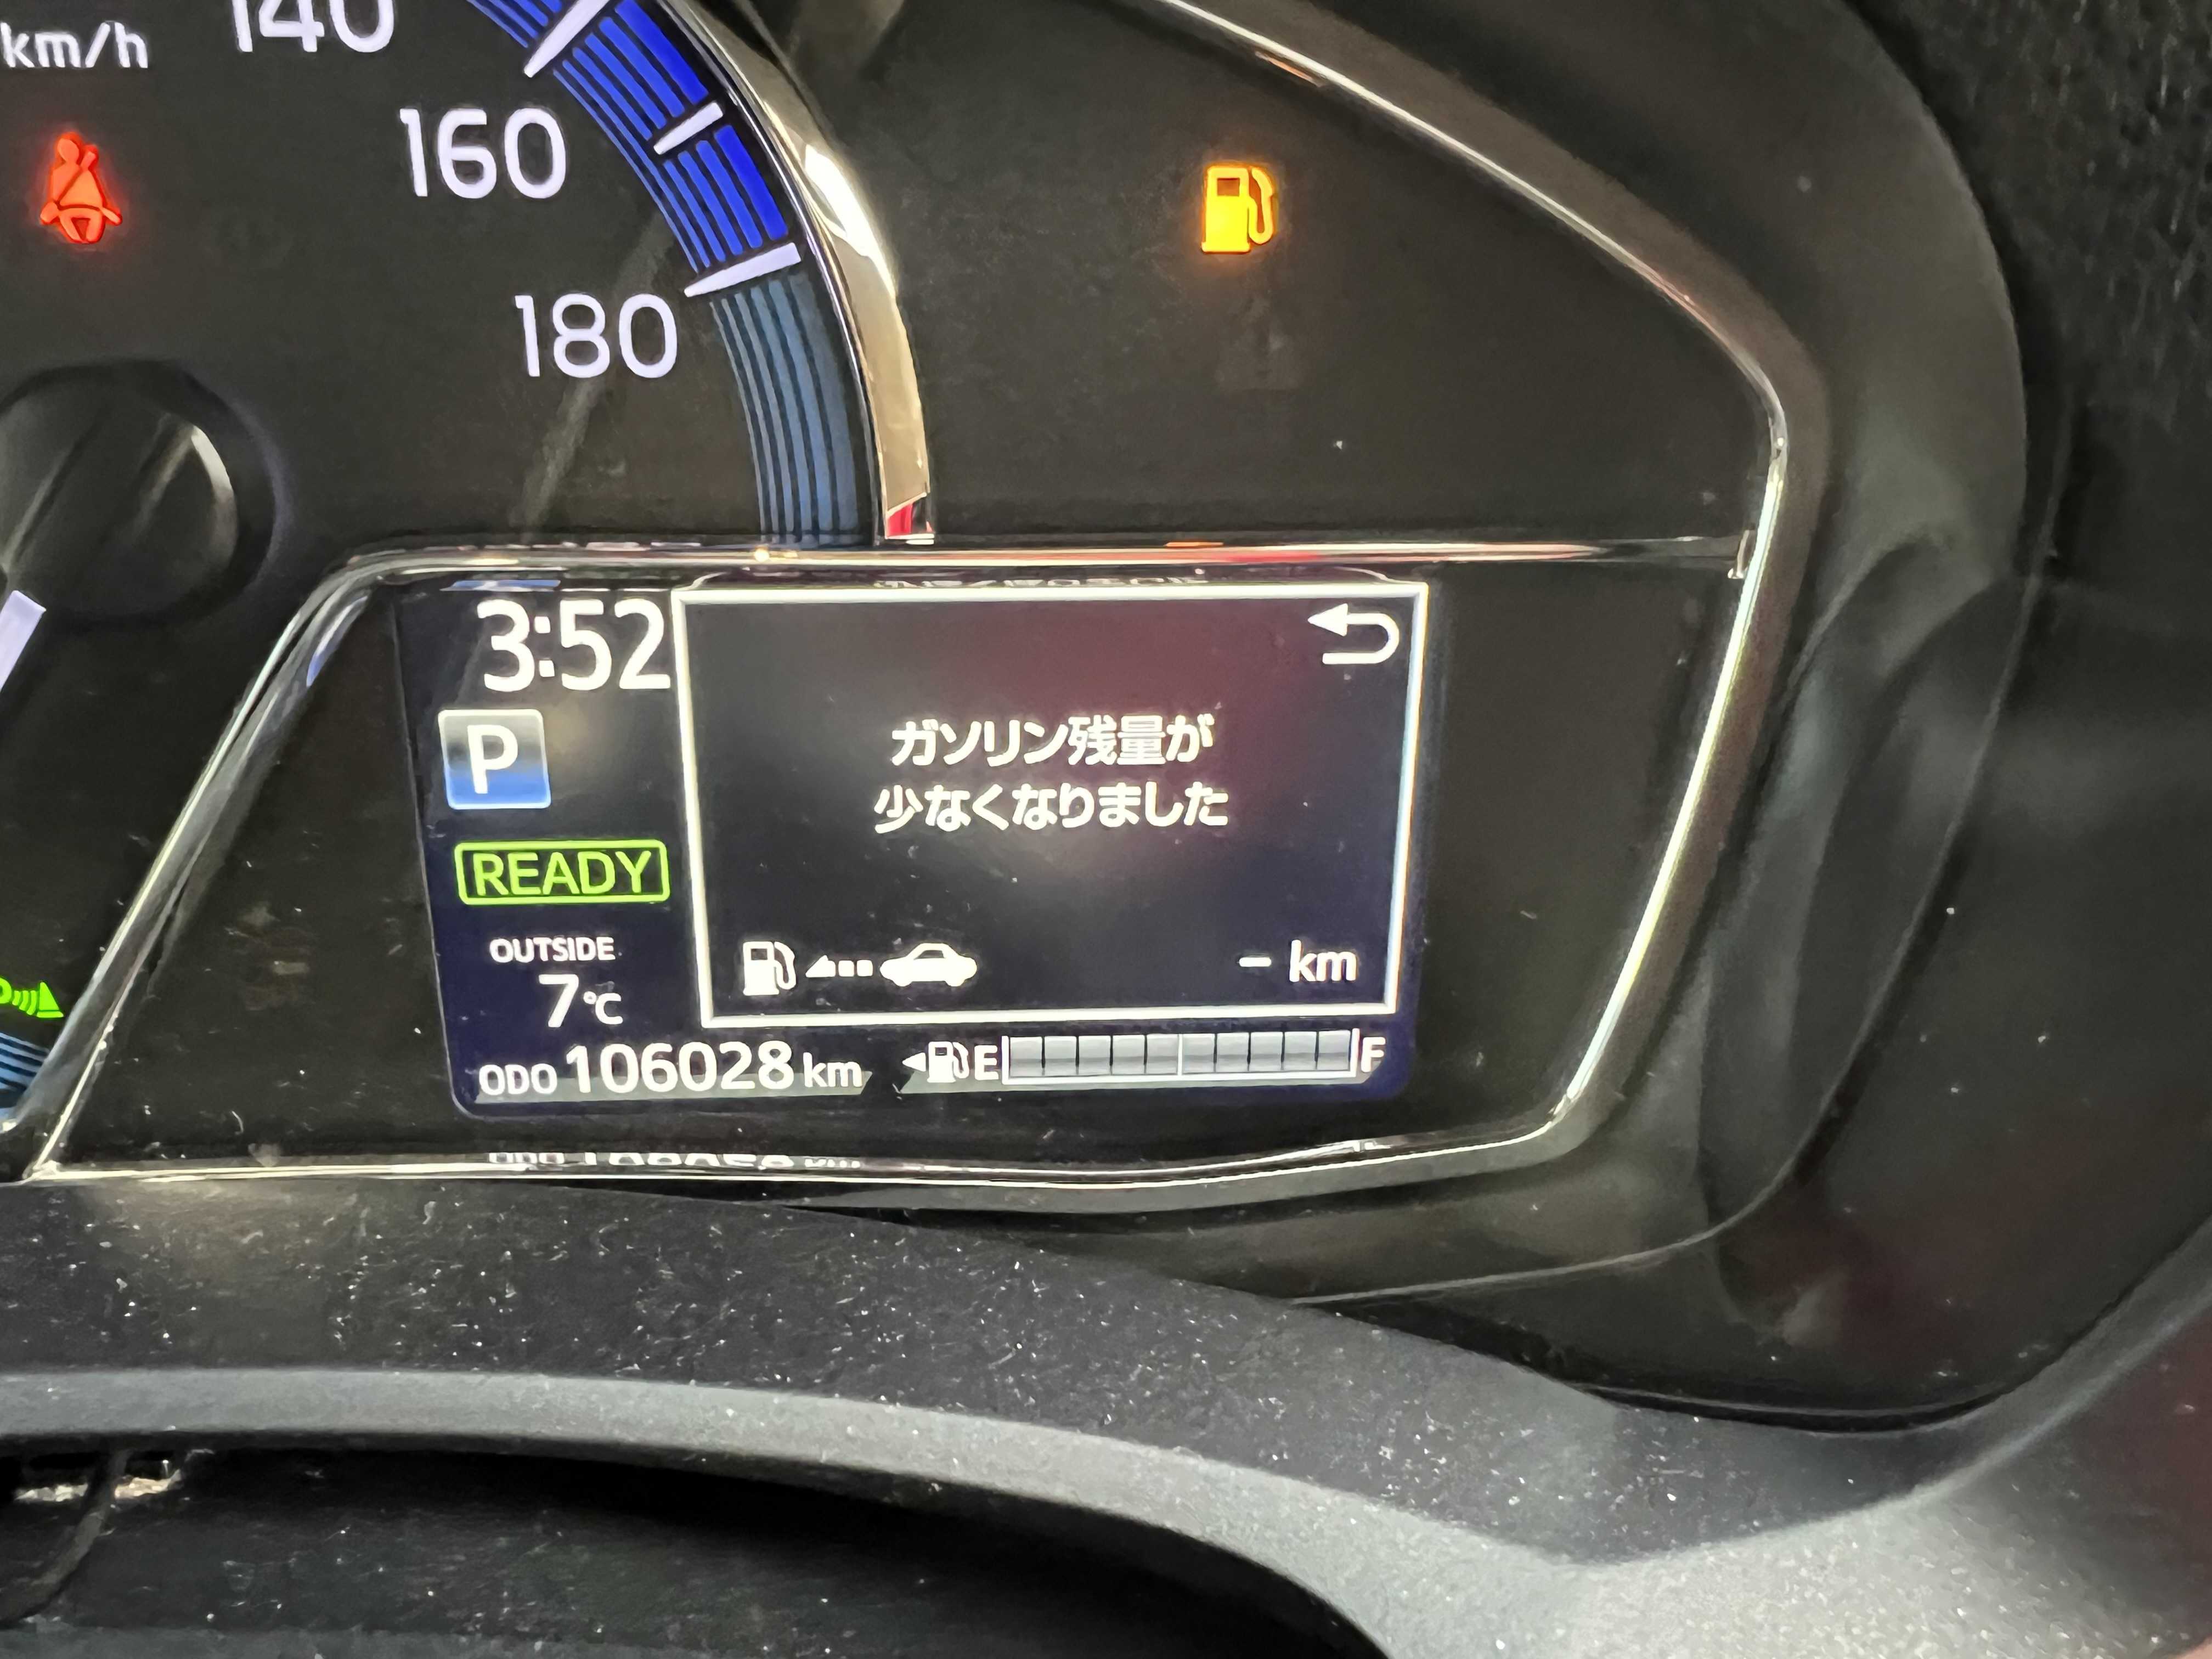 km/h
140
160
180
3:52
P
READY
OUTSIDE
7℃
ODO 106028 km
ガソリン残量が
少なくなりました
- km
E F